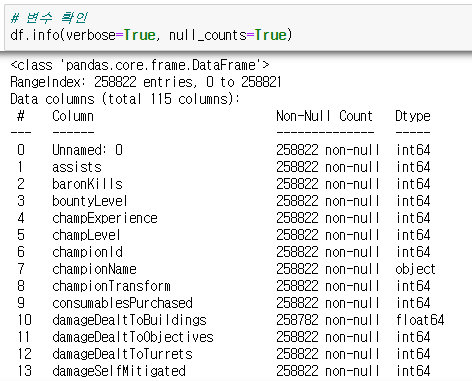 # 변수 확인
df.info(verbose=True, null_counts=True)
<class 'pandas.core.frame.DataFrame'>
RangeIndex: 258822 entries, 0 to 258821
Data columns (total 115 columns):
 #   Column                       Non-Null Count   Dtype
---  ------                       --------------   -----
 0   Unnamed: 0                   258822 non-null  int64
 1   assists                      258822 non-null  int64
 2   baronKills                   258822 non-null  int64
 3   bountyLevel                  258822 non-null  int64
 4   champExperience              258822 non-null  int64
 5   champLevel                   258822 non-null  int64
 6   championId                   258822 non-null  int64
 7   championName                 258822 non-null  object
 8   championTransform            258822 non-null  int64
 9   consumablesPurchased         258822 non-null  int64
 10  damageDealtToBuildings       258782 non-null  float64
 11  damageDealtToObjectives      258822 non-null  int64
 12  damageDealtToTurrets         258822 non-null  int64
 13  damageSelfMitigated          258822 non-null  int64